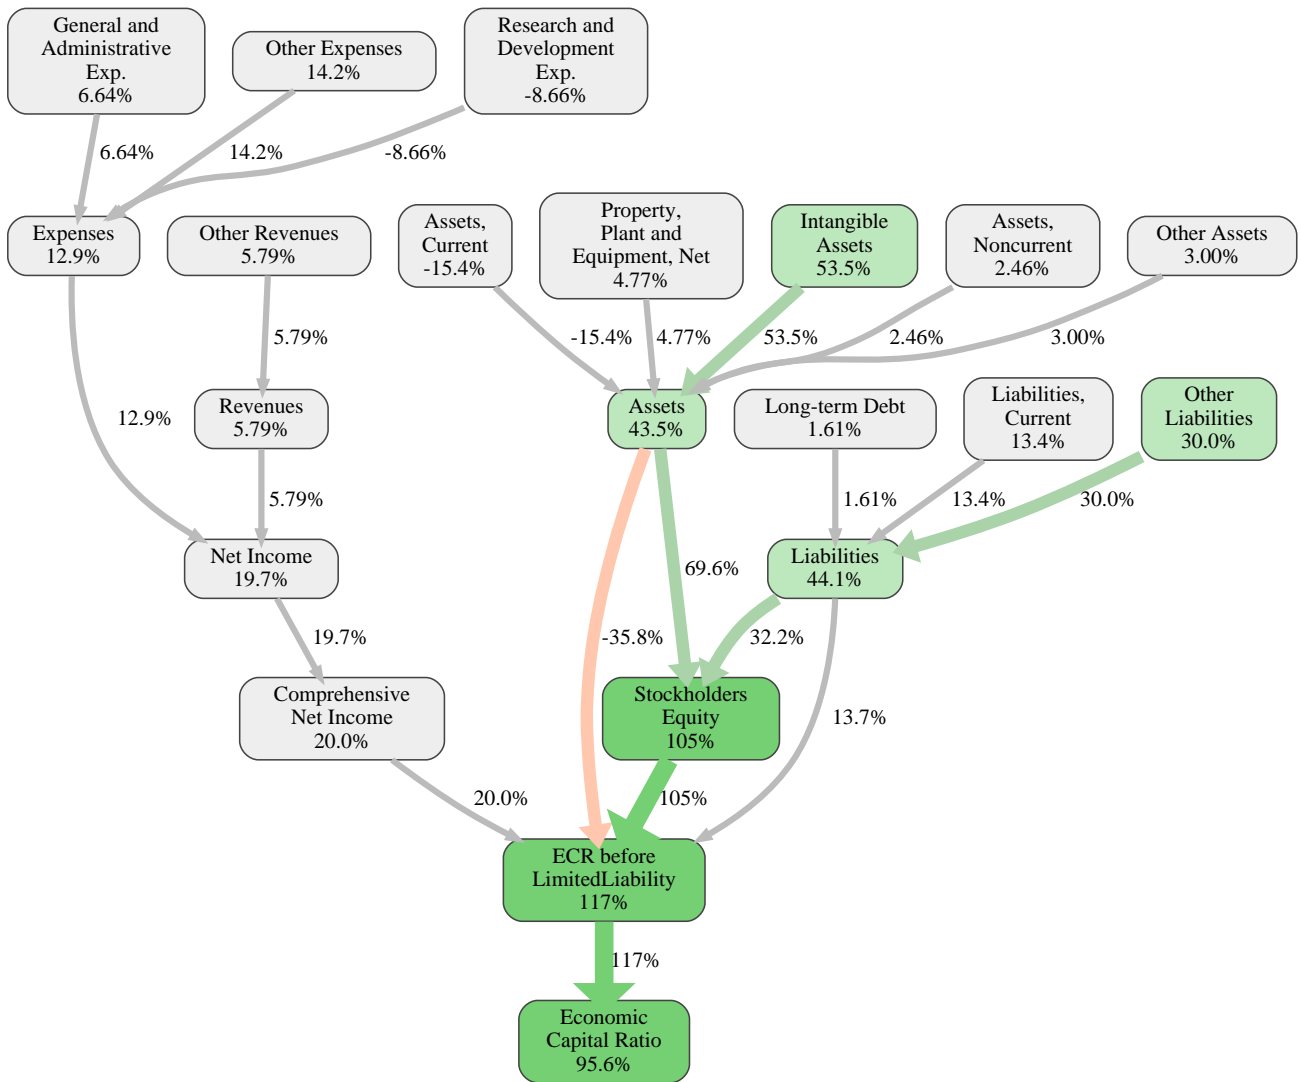 General and
Administrative
Exp.
6.64%
Other Expenses
14.2%
Research and
Development
Exp.
-8.66%
6.64%
14.2%
-8.66%
Expenses
12.9%
Other Revenues
5.79%
Assets,
Current
-15.4%
Property,
Plant and
Equipment, Net
4.77%
Intangible
Assets
53.5%
Assets,
Noncurrent
2.46%
Other Assets
3.00%
5.79%
-15.4%
4.77%
53.5%
2.46%
3.00%
12.9%
Revenues
5.79%
Assets
43.5%
Long-term Debt
1.61%
Liabilities,
Current
13.4%
Other
Liabilities
30.0%
5.79%
1.61%
13.4%
30.0%
Net Income
19.7%
69.6%
Liabilities
44.1%
19.7%
-35.8%
32.2%
Comprehensive
Net Income
20.0%
Stockholders
Equity
105%
13.7%
20.0%
105%
ECR before
LimitedLiability
117%
117%
Economic
Capital Ratio
95.6%